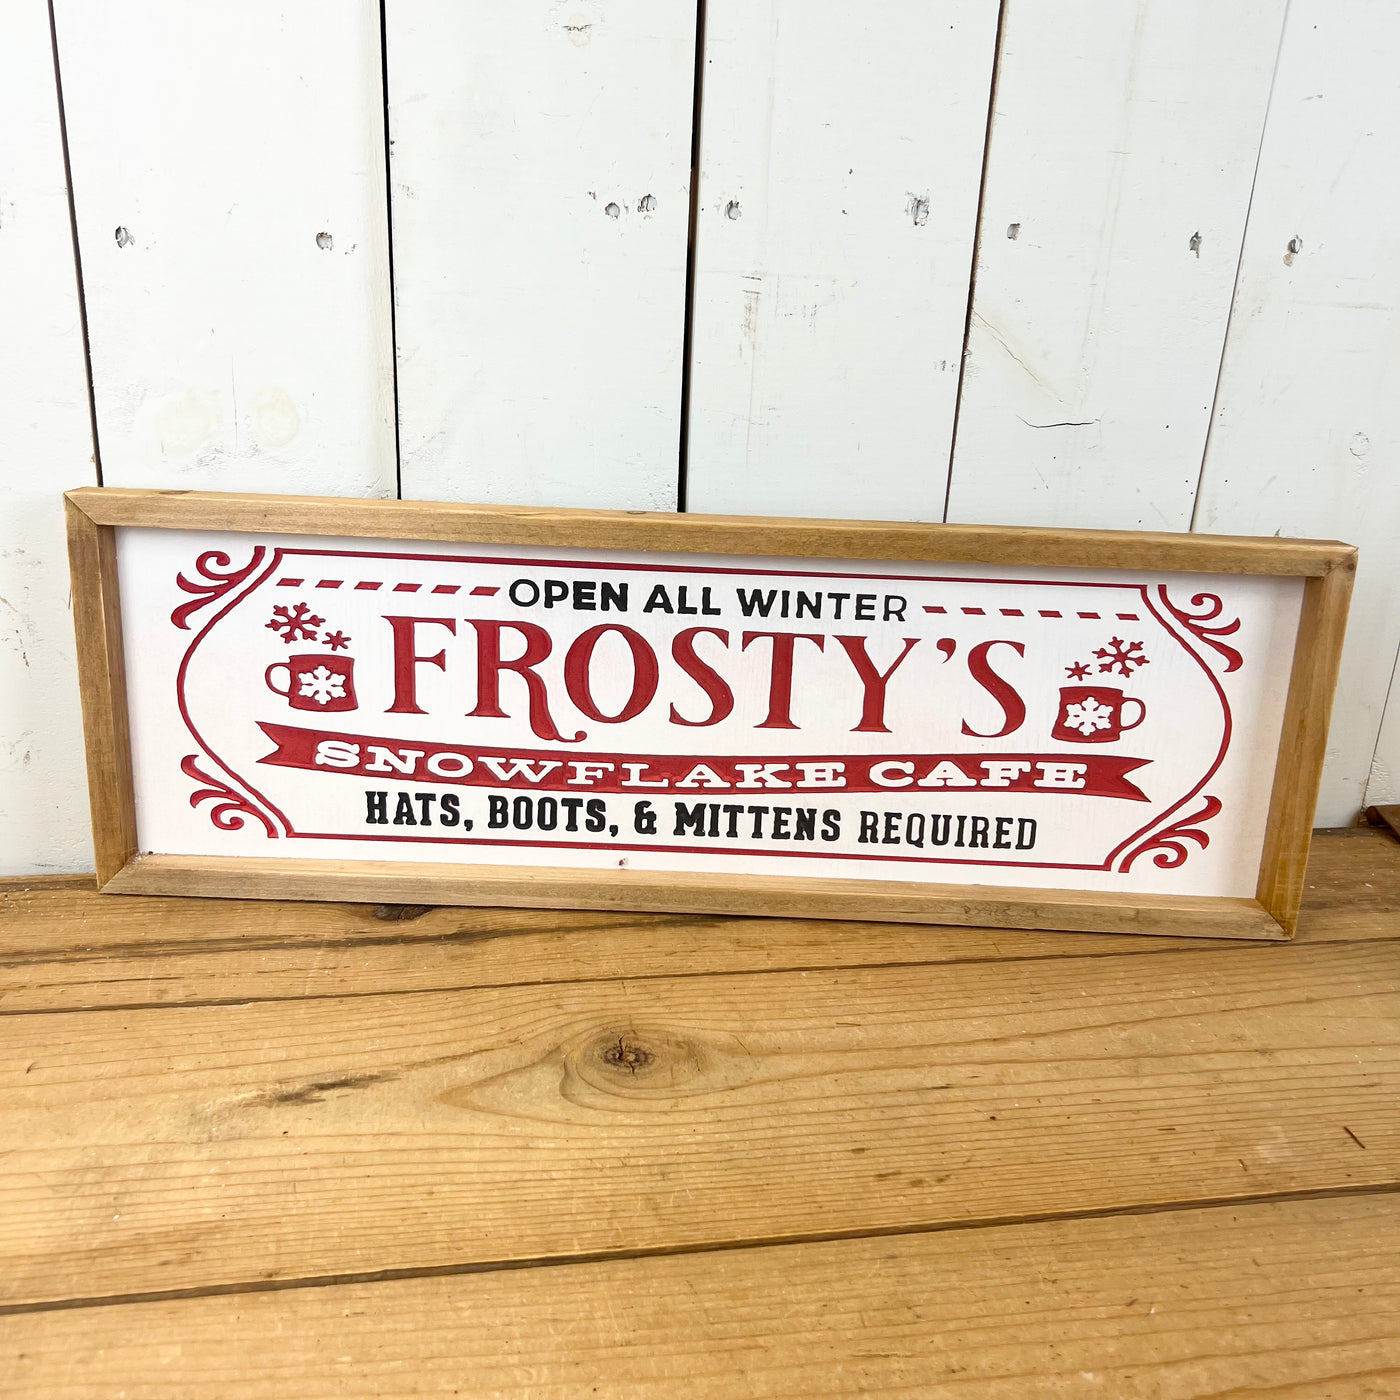 OPEN ALL WINTER
FROSTY'S
SNOWFLAKE CAFE
HATS, BOOTS, & MITTENS REQUIRED